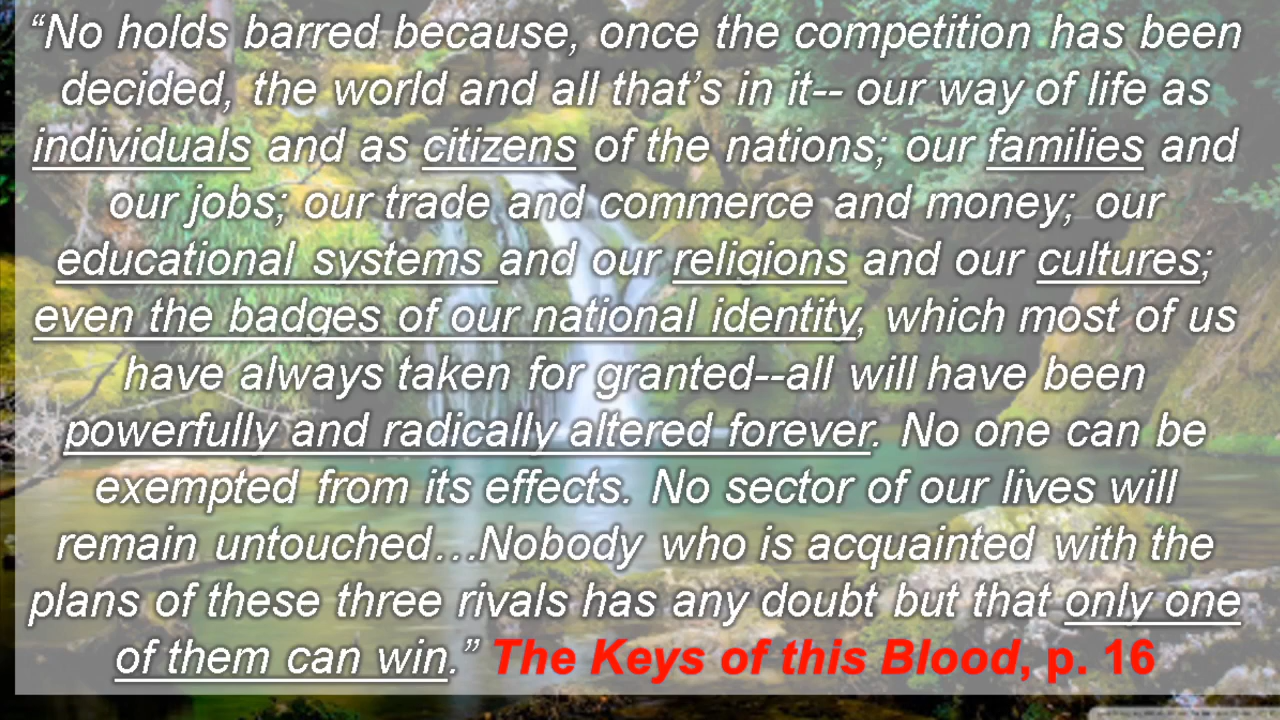 “No holds barred because, once the competition has been
decided, the world and all that’s in it-- our way of life as
individuals and as citizens of the nations; our families and
our jobs; our trade and commerce and money; our
educational systems and our religions and our cultures;
even the badges of our national identity, which most of us
have always taken for granted--all will have been
powerfully and radically altered forever. No one can be
exempted from its effects. No sector of our lives will
remain untouched…Nobody who is acquainted with the
plans of these three rivals has any doubt but that only one
of them can win.” The Keys of this Blood, p. 16